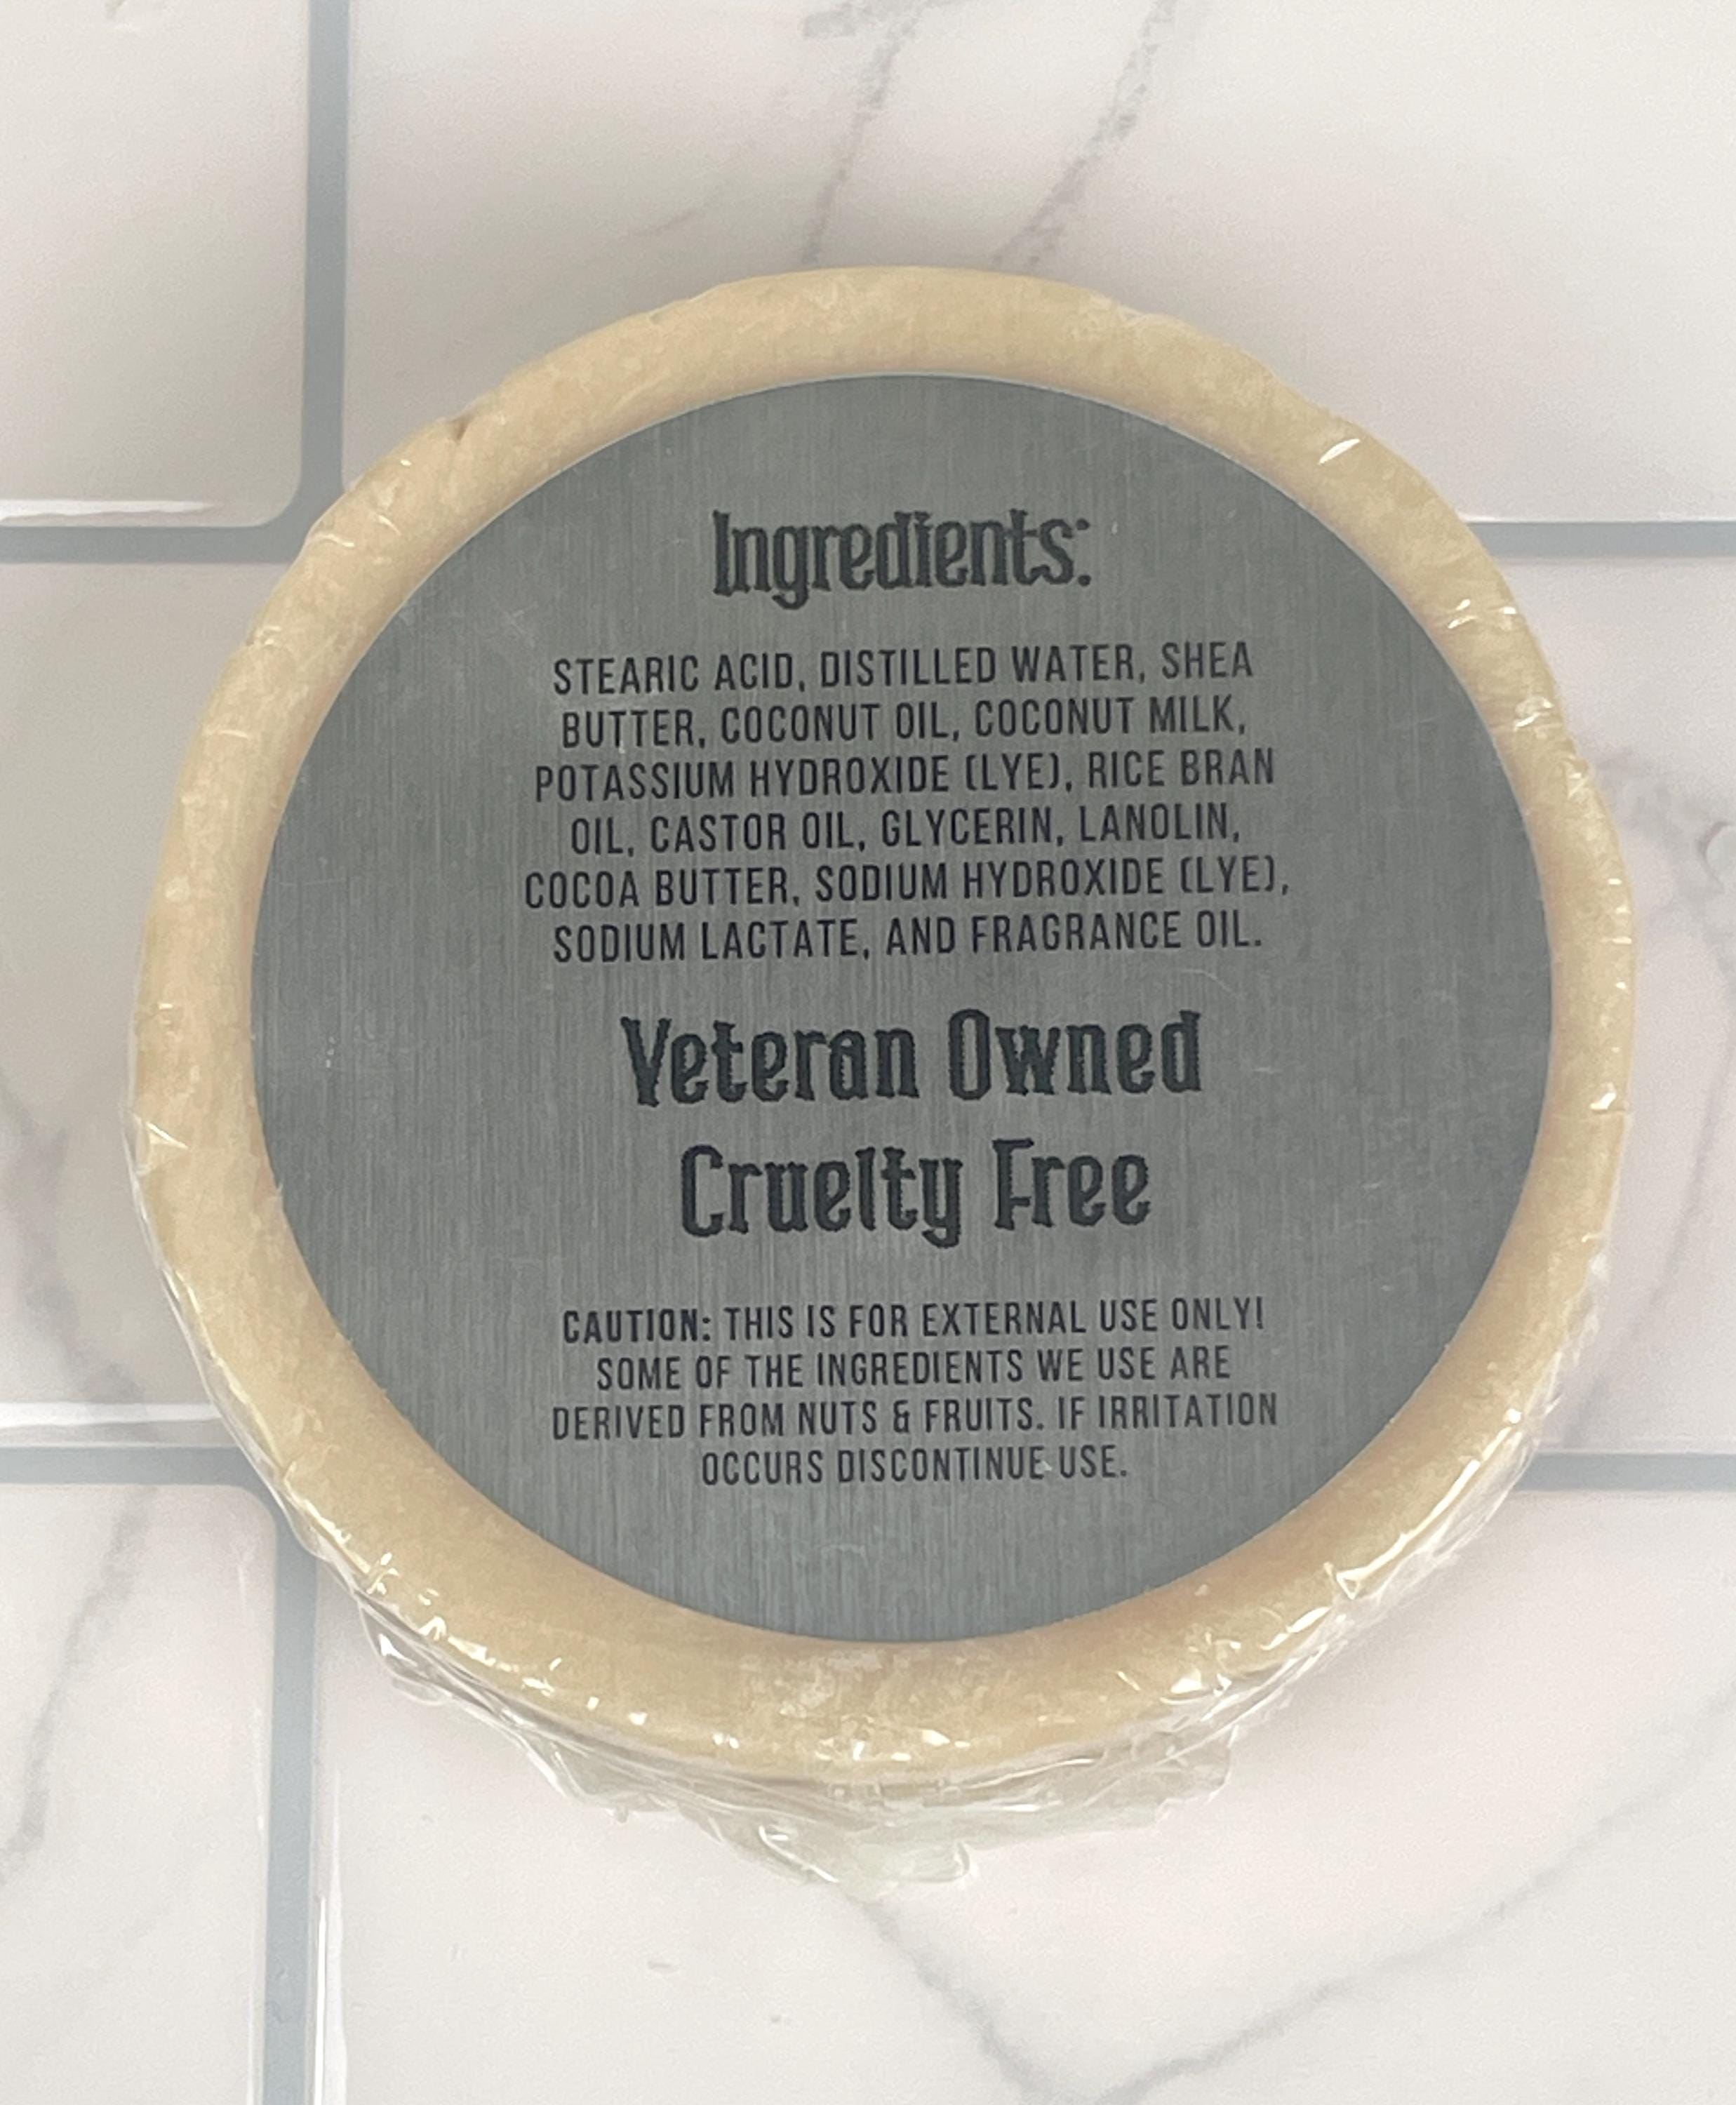 Ingredients:
STEARIC ACID, DISTILLED WATER, SHEA
BUTTER, COCONUT OIL, COCONUT MILK,
POTASSIUM HYDROXIDE (LYE), RICE BRAN
OIL, CASTOR OIL, GLYCERIN, LANOLIN,
COCOA BUTTER, SODIUM HYDROXIDE (LYE),
SODIUM LACTATE, AND FRAGRANCE OIL.
Veteran Owned
Cruelty Free
CAUTION: THIS IS FOR EXTERNAL USE ONLY!
SOME OF THE INGREDIENTS WE USE ARE
DERIVED FROM NUTS & FRUITS. IF IRRITATION
OCCURS DISCONTINUE USE.